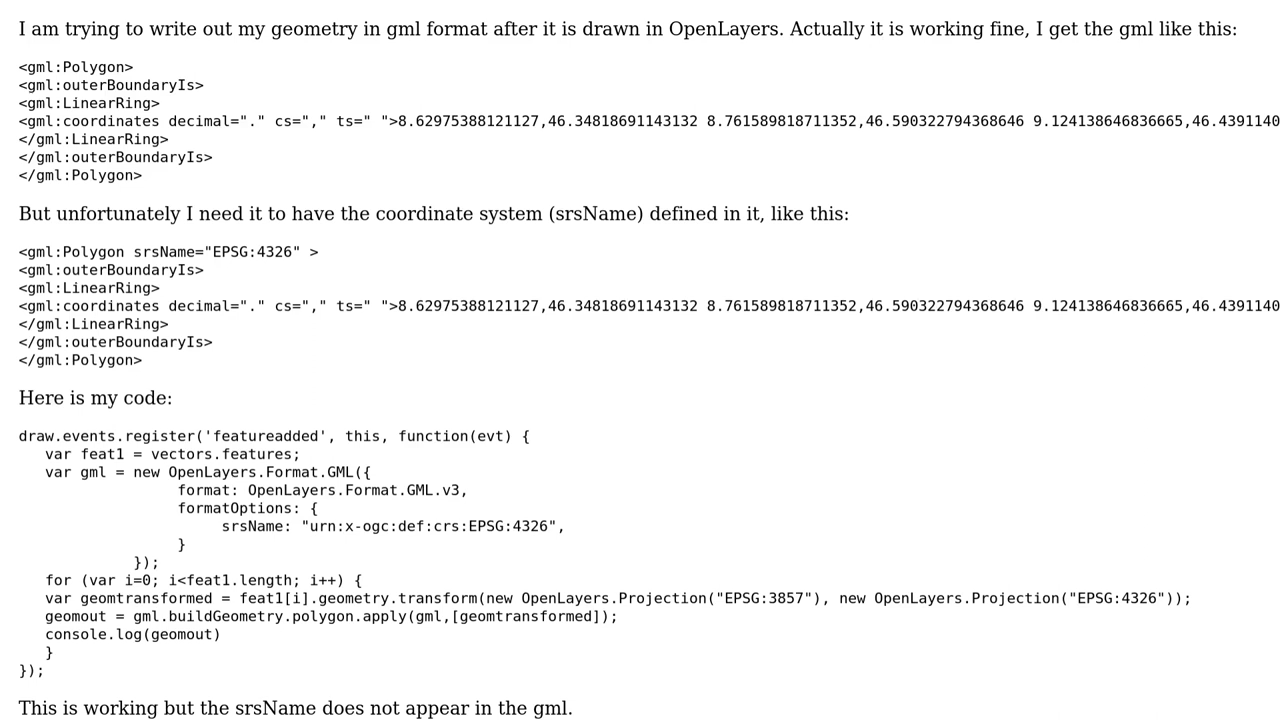 I am trying to write out my geometry in gml format after it is drawn in OpenLayers. Actually it is working fine, I get the gml like this:
<gml:Polygon>
<gml:outerBoundaryIs>
<gml:LinearRing>
<gml:coordinates decimal="." cs="," ts=" ">8.62975388121127,46.34818691143132 8.761589818711352,46.590322794368646 9.124138646836665,46.4391140
</gml:LinearRing>
</gml:outerBoundaryIs>
</gml:Polygon>
But unfortunately I need it to have the coordinate system (srsName) defined in it, like this:
<gml:Polygon srsName="EPSG:4326" >
<gml:outerBoundaryIs>
<gml:LinearRing>
<gml:coordinates decimal="." cs="," ts=" ">8.62975388121127,46.34818691143132 8.761589818711352,46.590322794368646 9.124138646836665,46.4391140
</gml:LinearRing>
</gml:outerBoundaryIs>
</gml:Polygon>
Here is my code:
draw.events.register('featureadded', this, function(evt) {
   var feat1 = vectors.features;
   var gml = new OpenLayers.Format.GML({
                  format: OpenLayers.Format.GML.v3,
                  formatOptions: {
                       srsName: "urn:x-ogc:def:crs:EPSG:4326",
                  }
             });
   for (var i=0; i<feat1.length; i++) {
   var geomtransformed = feat1[i].geometry.transform(new OpenLayers.Projection("EPSG:3857"), new OpenLayers.Projection("EPSG:4326"));
   geomout = gml.buildGeometry.polygon.apply(gml,[geomtransformed]);
   console.log(geomout)
   }
});
This is working but the srsName does not appear in the gml.